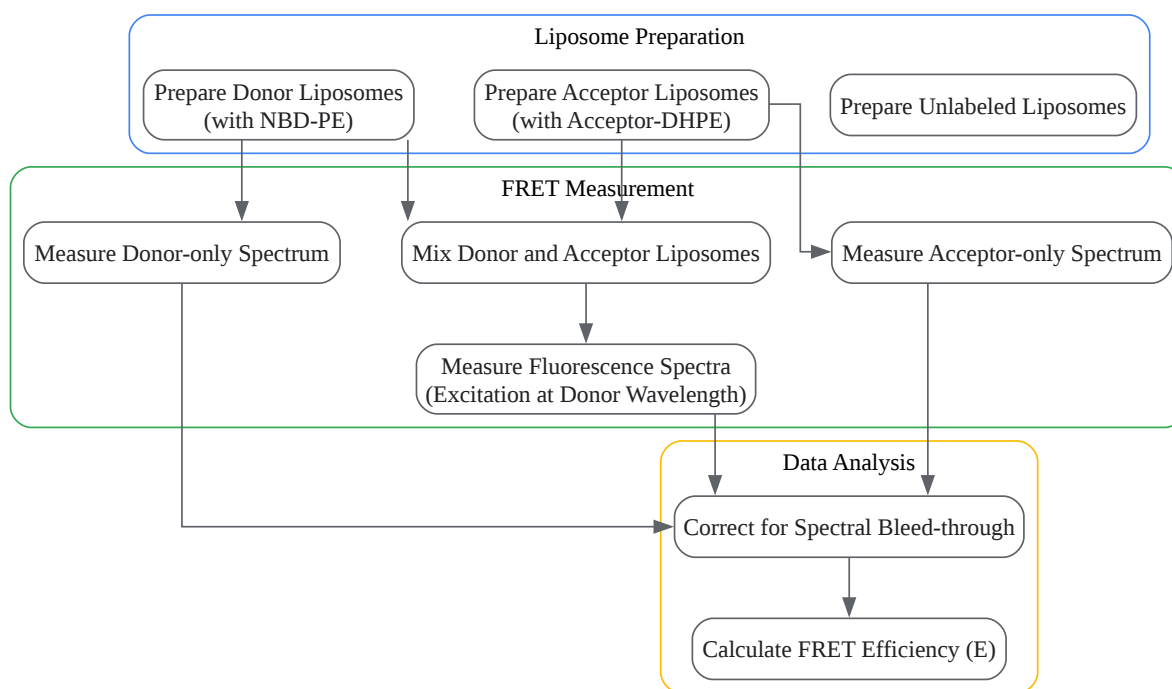 Liposome Preparation
Prepare Donor Liposomes
(with NBD-PE)
Prepare Acceptor Liposomes
(with Acceptor-DHPE)
Prepare Unlabeled Liposomes
FRET Measurement
Measure Donor-only Spectrum
Mix Donor and Acceptor Liposomes
Measure Acceptor-only Spectrum
Measure Fluorescence Spectra
(Excitation at Donor Wavelength)
Data Analysis
Correct for Spectral Bleed-through
Calculate FRET Efficiency (E)